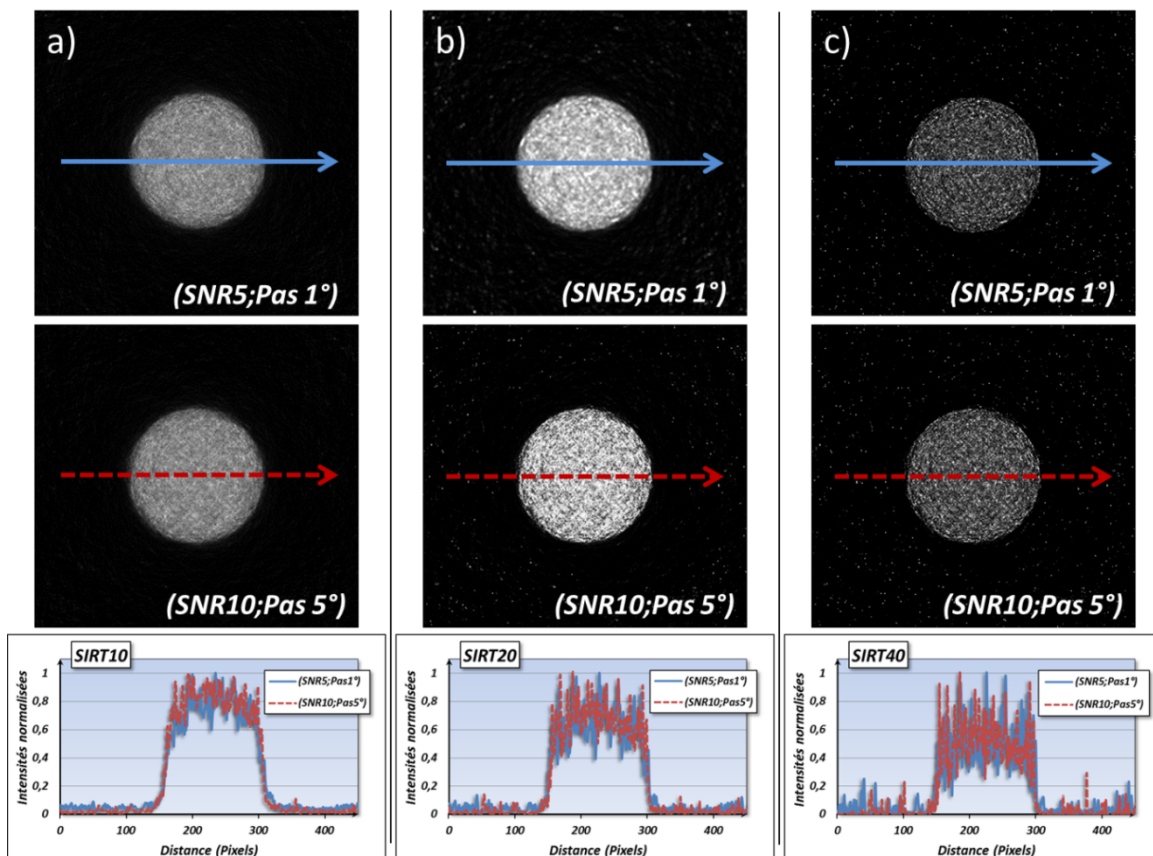 a)
(SNR5;Pas 1°)
(SNR10;Pas 5°)
SIRT10
Intensités normalisées
1
0,8
0,6
0,4
0,2
0
(SNR5;Pas1°)
(SNR10;Pas5°)
0 100 200 300 400
Distance (Pixels)
b)
(SNR5;Pas 1°)
(SNR10;Pas 5°)
SIRT20
Intensités normalisées
1
0,8
0,6
0,4
0,2
0
(SNR5;Pas1°)
(SNR10;Pas5°)
0 100 200 300 400
Distance (Pixels)
c)
(SNR5;Pas 1°)
(SNR10;Pas 5°)
SIRT40
Intensités normalisées
1
0,8
0,6
0,4
0,2
0
(SNR5;Pas1°)
(SNR10;Pas5°)
0 100 200 300 400
Distance (Pixels)